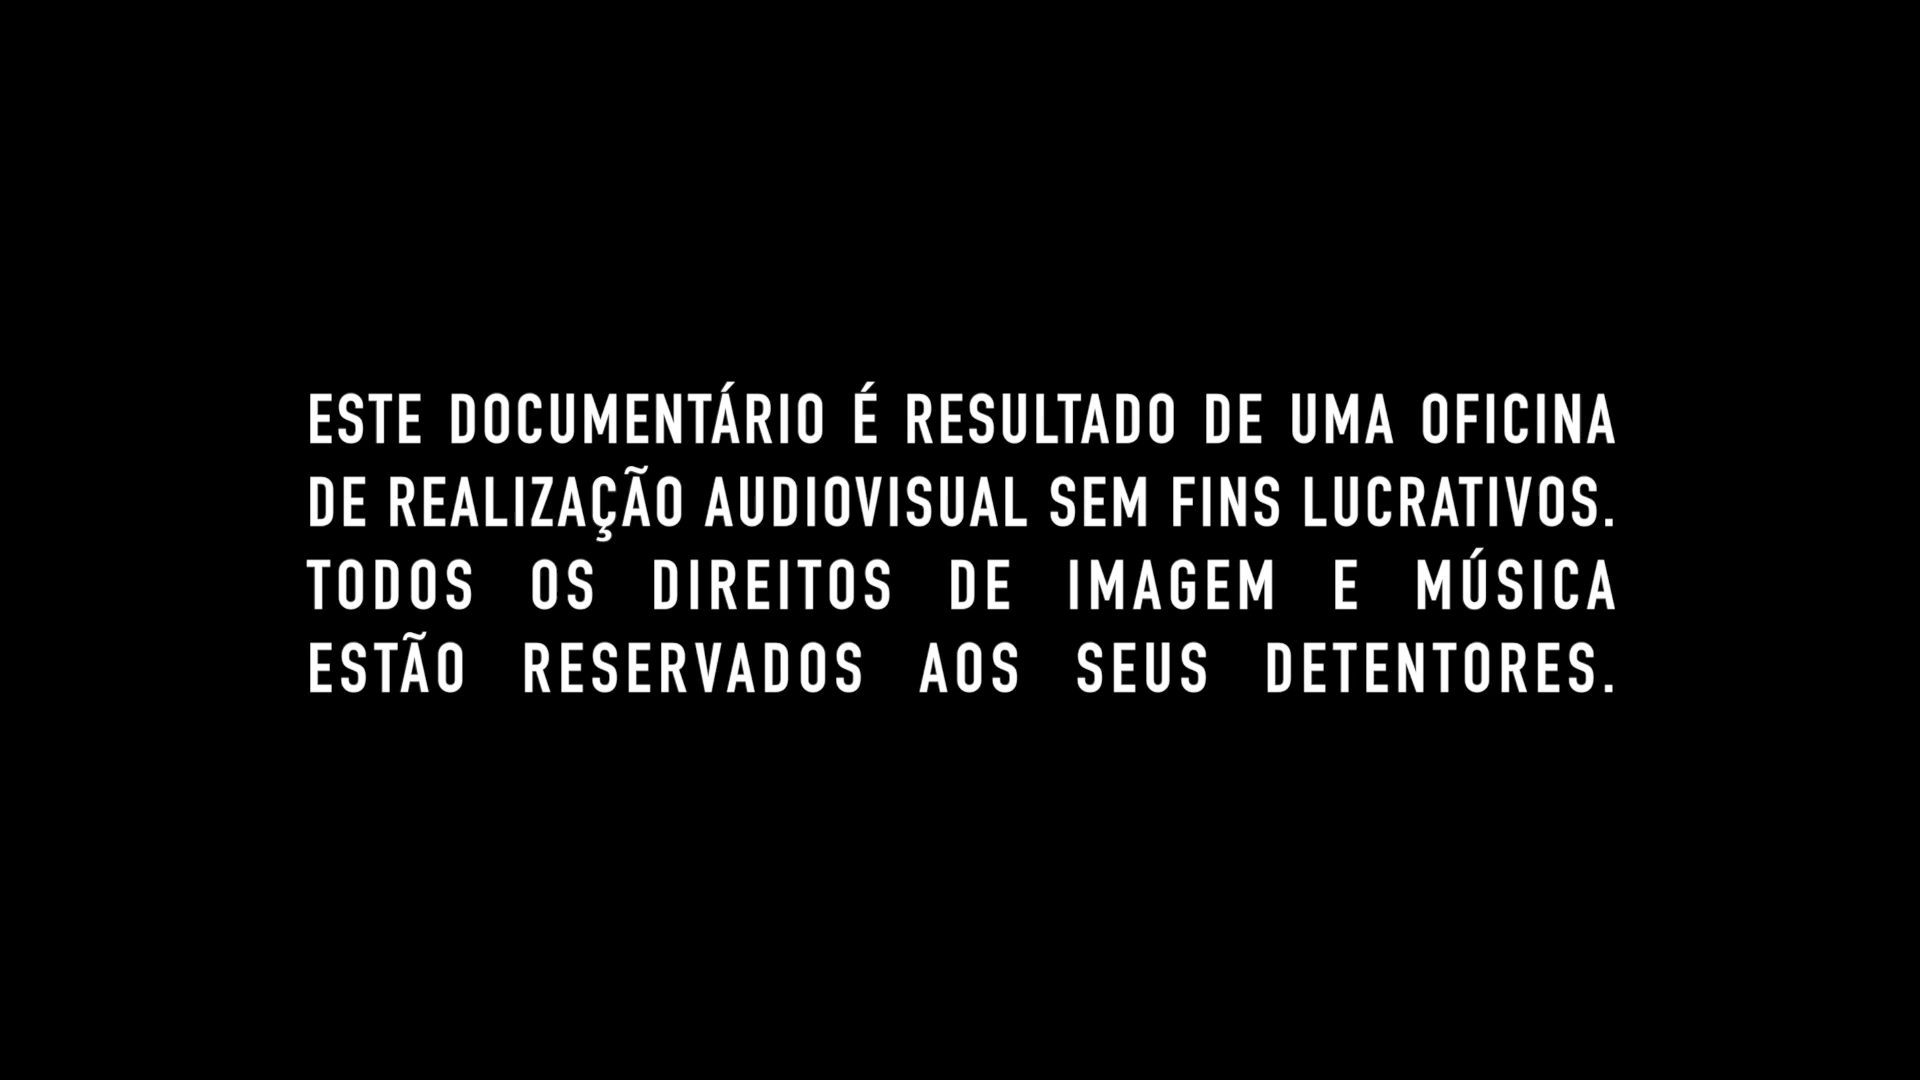 ESTE DOCUMENTÁRIO É RESULTADO DE UMA OFICINA
DE REALIZAÇÃO AUDIOVISUAL SEM FINS LUCRATIVOS.
TODOS OS DIREITOS DE IMAGEM E MÚSICA
ESTÃO RESERVADOS AOS SEUS DETENTORES.